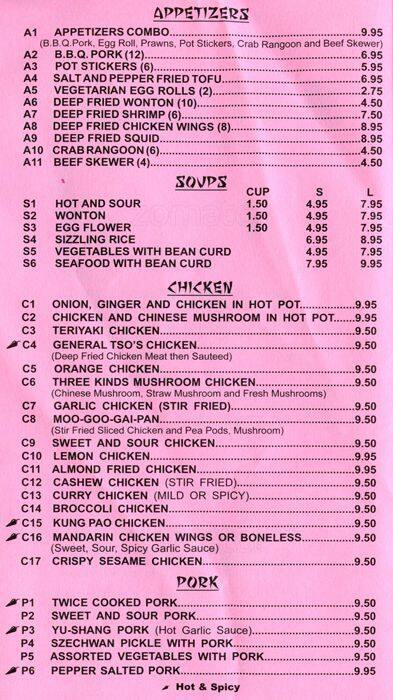 APPETIZERS
A1 APPETIZERS COMBO........9.95
(B.B.Q.Pork, Egg Roll, Prawns, Pot Stickers, Crab Rangoon and Beef Skewer)
A2 B.B.Q. PORK (12)........6.95
A3 POT STICKERS (6)........5.95
A4 SALT AND PEPPER FRIED TOFU........6.95
A5 VEGETARIAN EGG ROLLS (2)........2.75
A6 DEEP FRIED WONTON (10)........4.50
A7 DEEP FRIED SHRIMP (6)........7.50
A8 DEEP FRIED CHICKEN WINGS (8)........8.95
A9 DEEP FRIED SQUID........8.95
A10 CRAB RANGOON (6)........4.50
A11 BEEF SKEWER (4)........4.50
SOUPS
CUP S L
S1 HOT AND SOUR 1.50 4.95 7.95
S2 WONTON 1.50 4.95 7.95
S3 EGG FLOWER 1.50 4.95 7.95
S4 SIZZLING RICE 6.95 8.95
S5 VEGETABLES WITH BEAN CURD 4.95 7.95
S6 SEAFOOD WITH BEAN CURD 7.95 9.95
CHICKEN
C1 ONION, GINGER AND CHICKEN IN HOT POT........9.95
C2 CHICKEN AND CHINESE MUSHROOM IN HOT POT........9.95
C3 TERIYAKI CHICKEN........9.50
C4 GENERAL TSO'S CHICKEN........9.50
(Deep Fried Chicken Meat then Sauteed)
C5 ORANGE CHICKEN........9.50
C6 THREE KINDS MUSHROOM CHICKEN........9.50
(Chinese Mushroom, Straw Mushroom and Fresh Mushrooms)
C7 GARLIC CHICKEN (STIR FRIED)........9.50
C8 MOO-GOO-GAI-PAN........9.50
(Stir Fried Sliced Chicken and Pea Pods, Mushroom)
C9 SWEET AND SOUR CHICKEN........9.50
C10 LEMON CHICKEN........9.95
C11 ALMOND FRIED CHICKEN........9.95
C12 CASHEW CHICKEN (STIR FRIED)........9.50
C13 CURRY CHICKEN (MILD OR SPICY)........9.50
C14 BROCCOLI CHICKEN........9.50
C15 KUNG PAO CHICKEN........9.50
C16 MANDARIN CHICKEN WINGS OR BONELESS........9.50
(Sweet, Sour, Spicy Garlic Sauce)
C17 CRISPY SESAME CHICKEN........9.50
PORK
P1 TWICE COOKED PORK........9.50
P2 SWEET AND SOUR PORK........9.50
P3 YU-SHANG PORK (Hot Garlic Sauce)........9.50
P4 SZECHWAN PICKLE WITH PORK........9.50
P5 ASSORTED VEGETABLES WITH PORK........9.50
P6 PEPPER SALTED PORK........9.95
Hot & Spicy